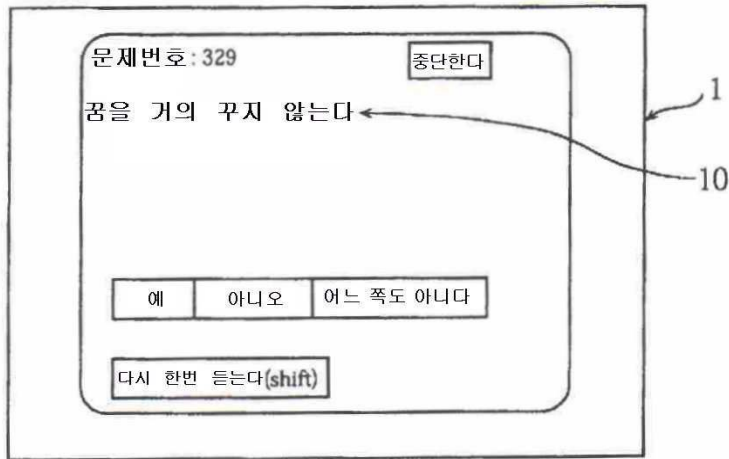 문제번호:329
중단한다
1
꿈을 거의 꾸지 않는다
10
예
아니오
어느 쪽도 아니다
다시 한번 듣는다(shift)